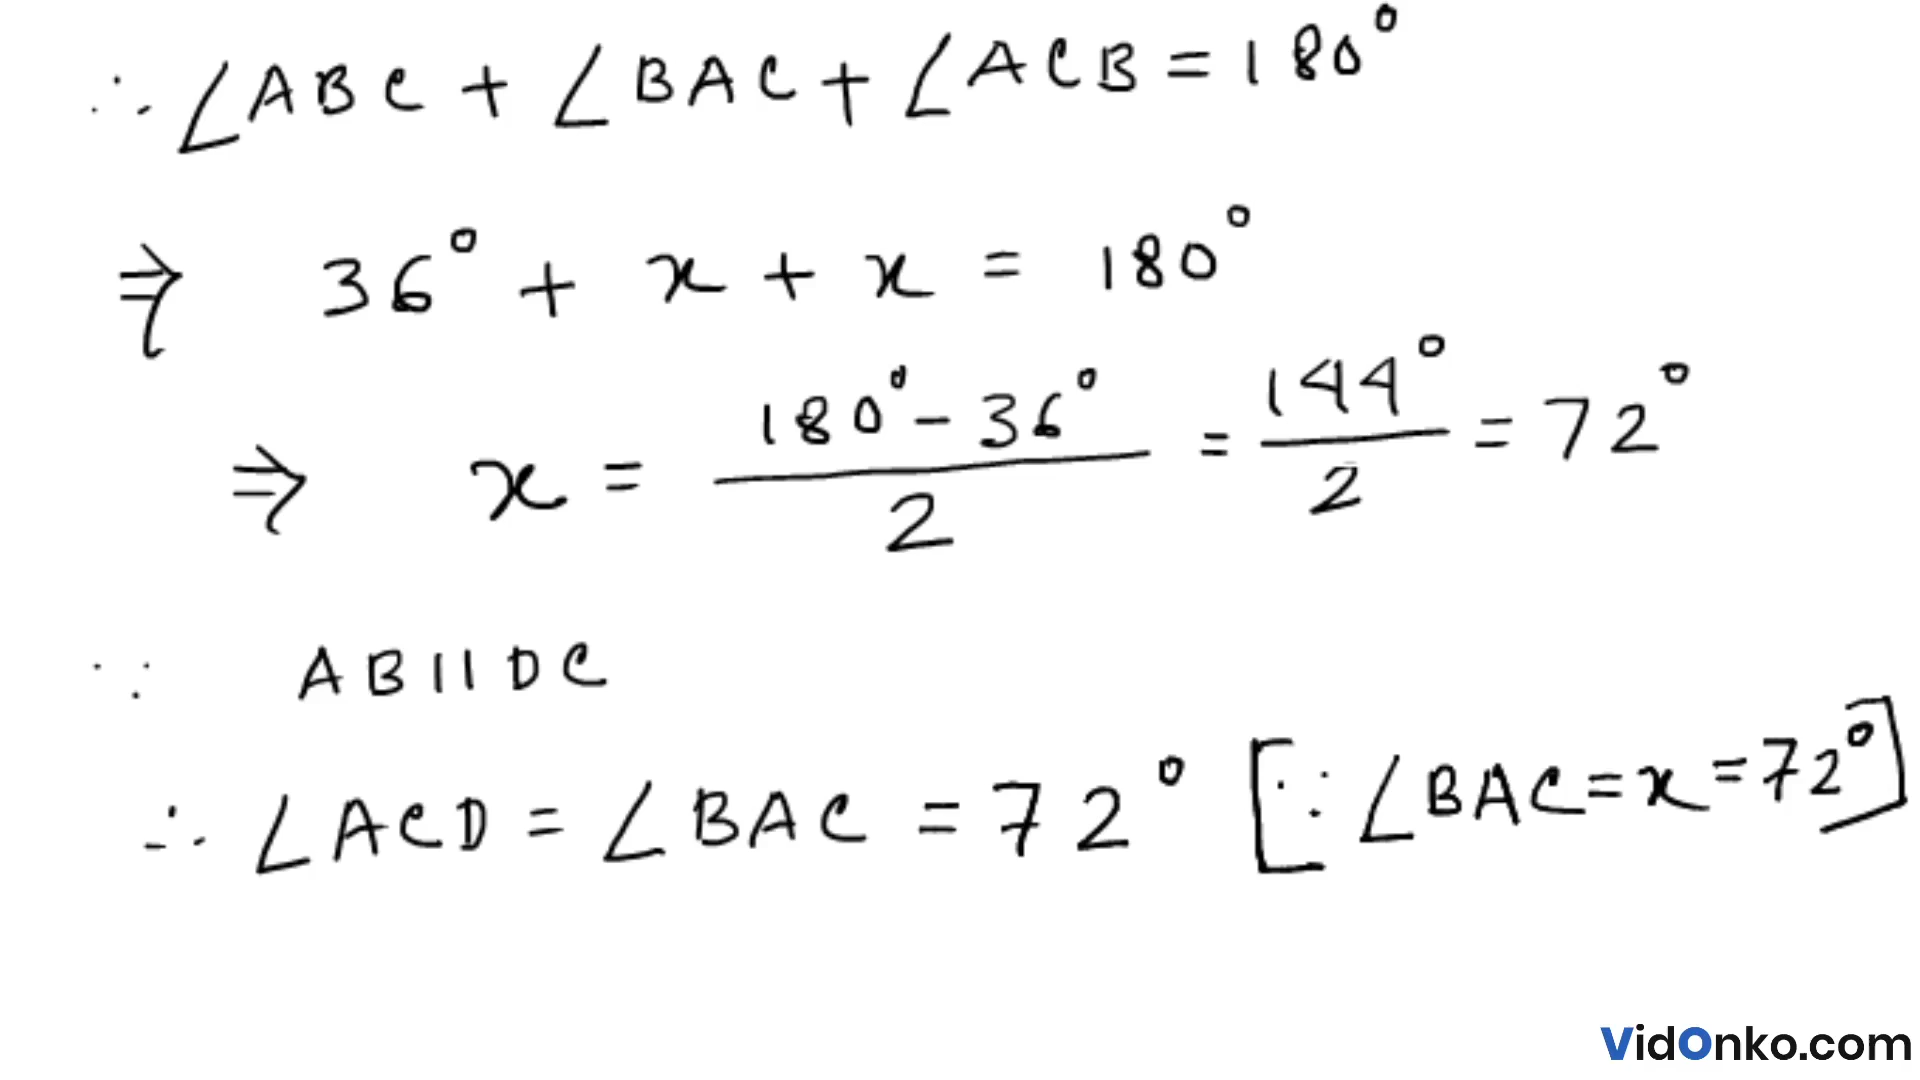 ∴ ∠ABC + ∠BAC + ∠ACB = 180°
⇒ 36° + x + x = 180°
⇒ x = (180° - 36°)/2 = 144°/2 = 72°
∵ AB || DC
∴ ∠ACD = ∠BAC = 72° [∵ ∠BAC = x = 72°]
VidOnko.com